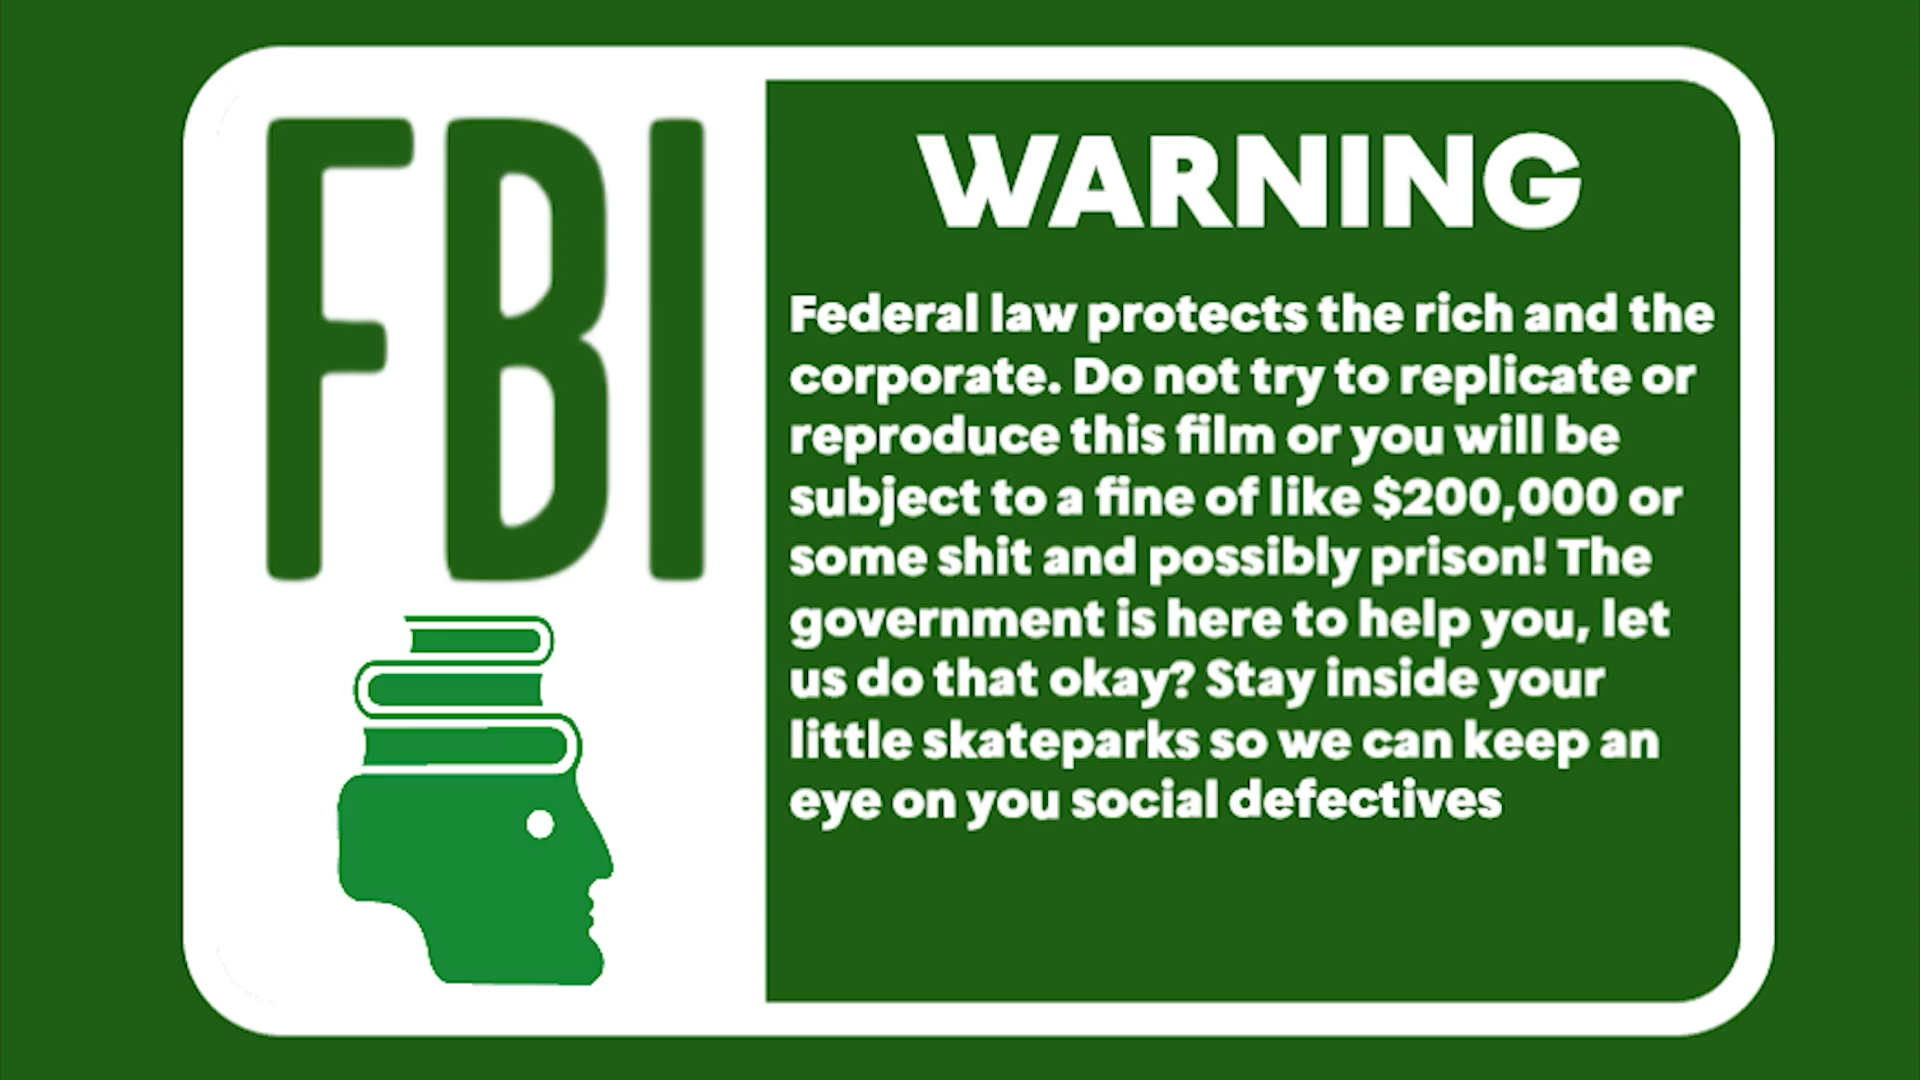 FBI
WARNING
Federal law protects the rich and the
corporate. Do not try to replicate or
reproduce this film or you will be
subject to a fine of like $200,000 or
some shit and possibly prison! The
government is here to help you, let
us do that okay? Stay inside your
little skateparks so we can keep an
eye on you social defectives